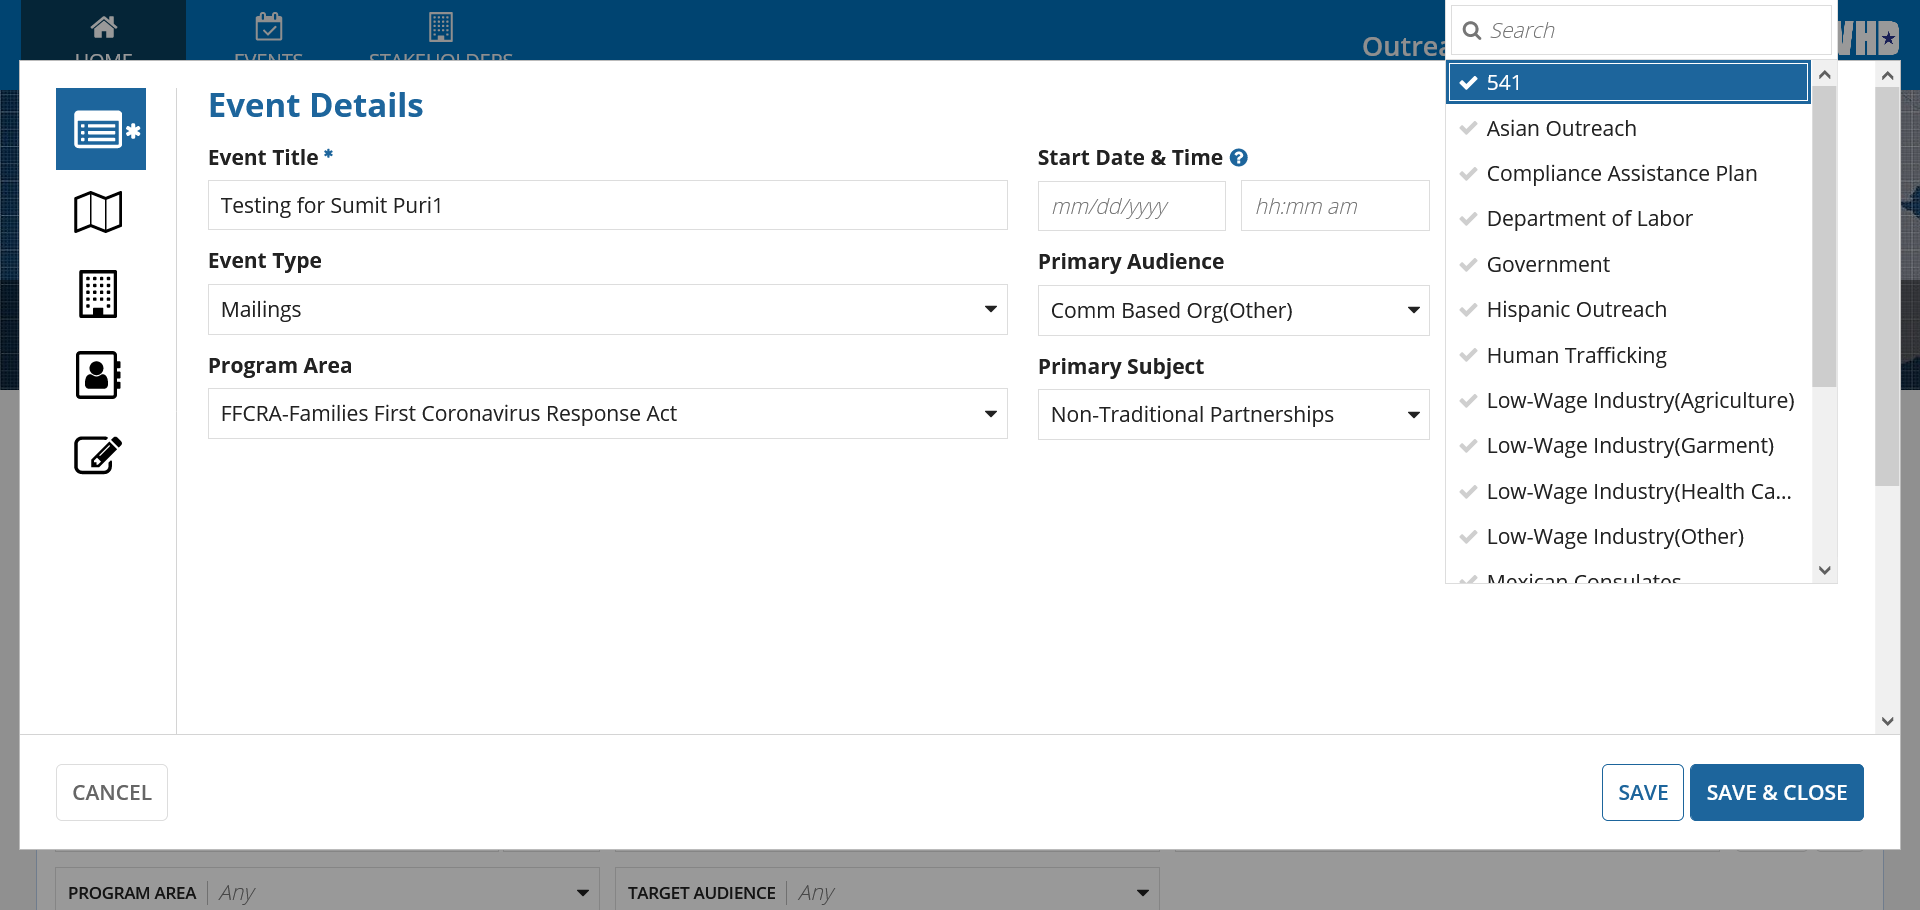 HOME
EVENTS
STAKEHOLDERS
WHD
Search
Event Details
Event Title *
Testing for Sumit Puri1
Event Type
Mailings
Program Area
FFCRA-Families First Coronavirus Response Act
Start Date & Time ?
mm/dd/yyyy
hh:mm am
Primary Audience
Comm Based Org(Other)
Primary Subject
Non-Traditional Partnerships
541
Asian Outreach
Compliance Assistance Plan
Department of Labor
Government
Hispanic Outreach
Human Trafficking
Low-Wage Industry(Agriculture)
Low-Wage Industry(Garment)
Low-Wage Industry(Health Ca...
Low-Wage Industry(Other)
Mexican Consulates
CANCEL
SAVE
SAVE & CLOSE
PROGRAM AREA Any
TARGET AUDIENCE Any